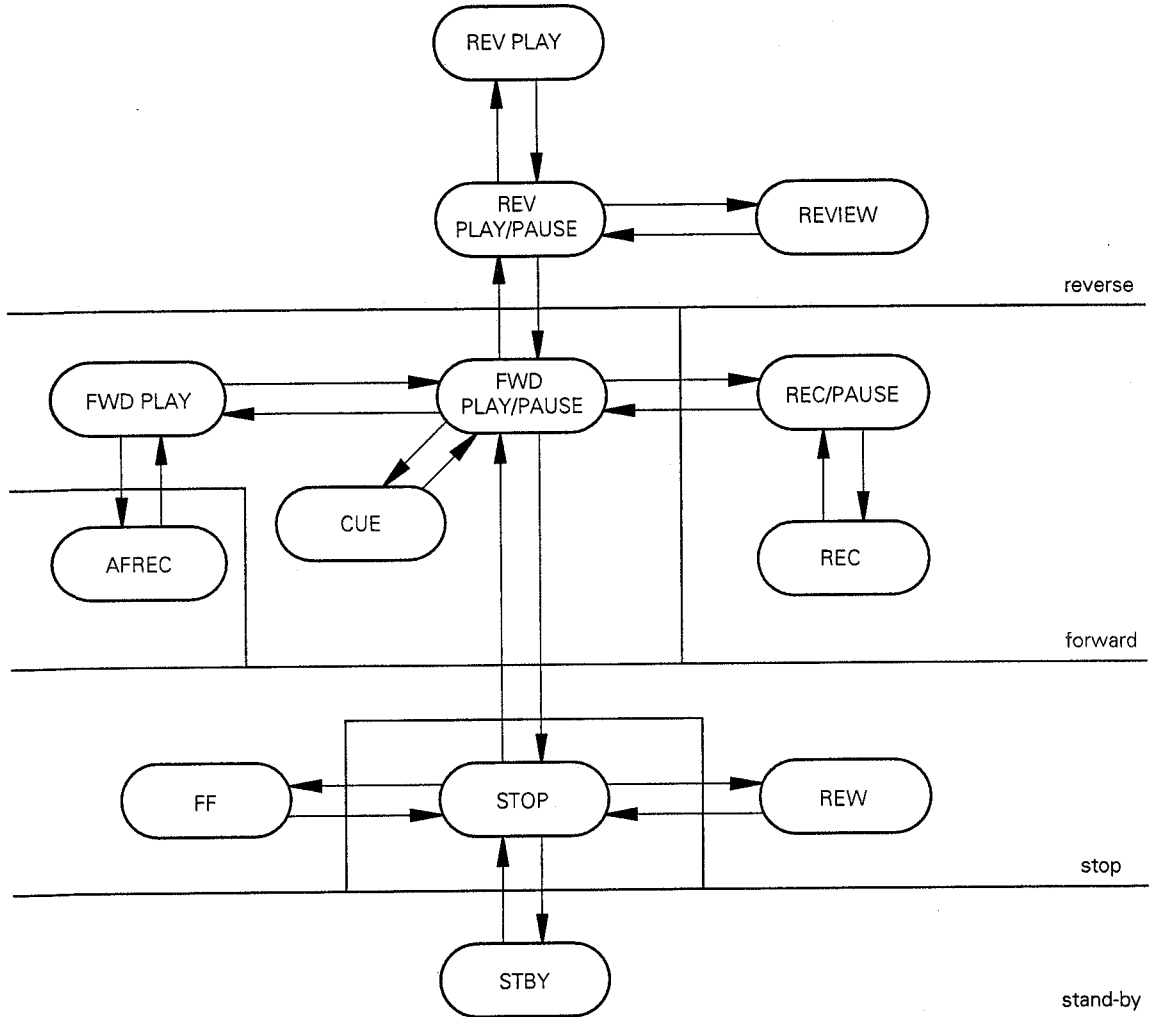 REV PLAY
REV
PLAY/PAUSE
REVIEW
reverse
FWD PLAY
FWD
PLAY/PAUSE
REC/PAUSE
CUE
AFREC
REC
forward
FF
STOP
REW
stop
STBY
stand-by